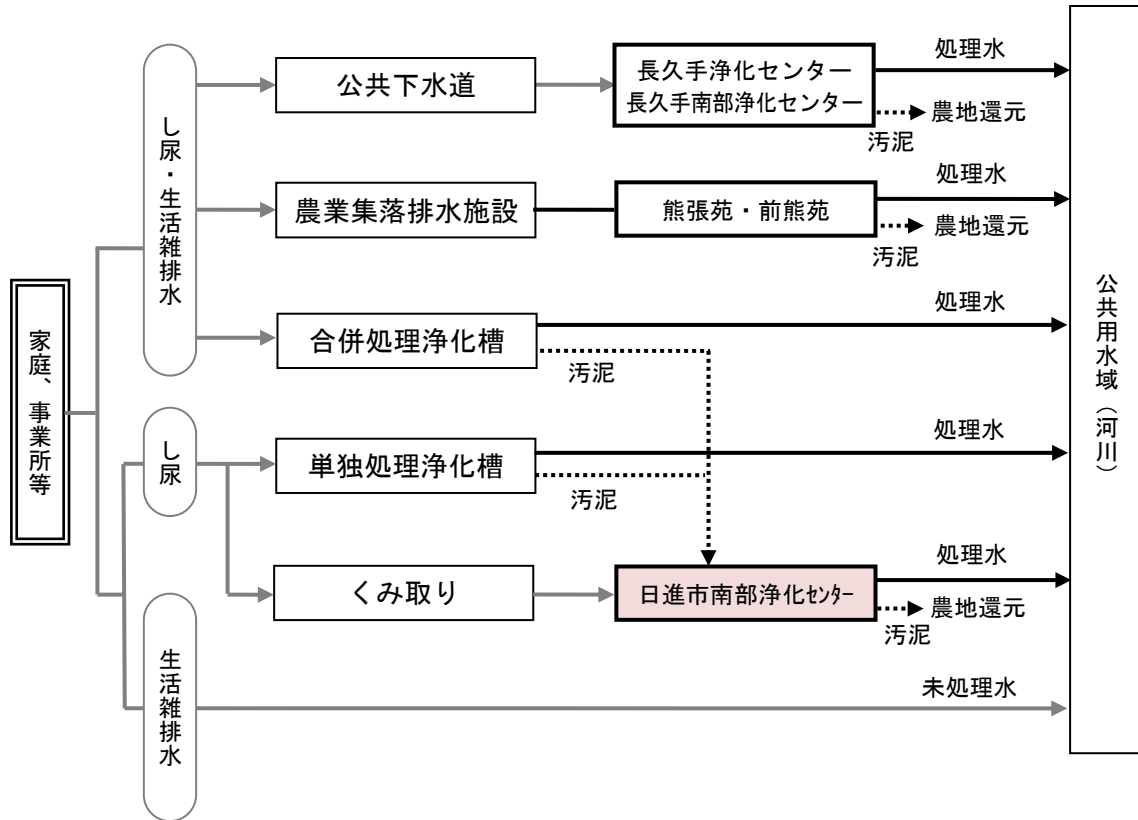 家庭、事業所等
し尿・生活雑排水
し尿
生活雑排水
公共下水道
長久手浄化センター
長久手南部浄化センター
処理水
農地還元
汚泥
農業集落排水施設
熊張苑・前熊苑
処理水
農地還元
汚泥
合併処理浄化槽
処理水
汚泥
単独処理浄化槽
処理水
汚泥
くみ取り
日進市南部浄化ｾﾝﾀｰ
処理水
農地還元
汚泥
未処理水
公共用水域（河川）